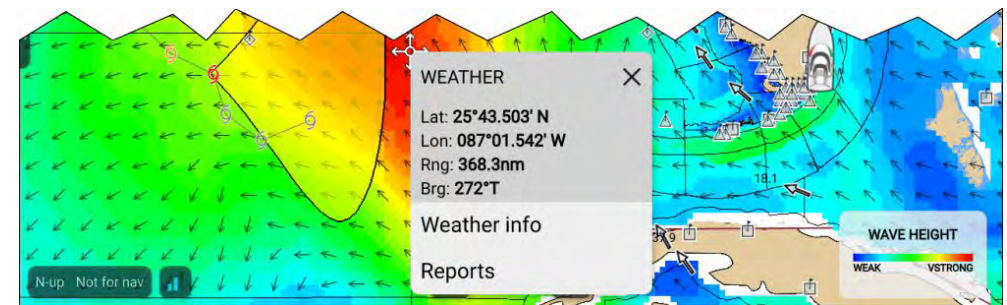 WEATHER
Lat: 25°43.503' N
Lon: 087°01.542' W
Rng: 368.3nm
Brg: 272°T
Weather info
Reports
18.1
WAVE HEIGHT
WEAK VSTRONG
N-up Not for nav